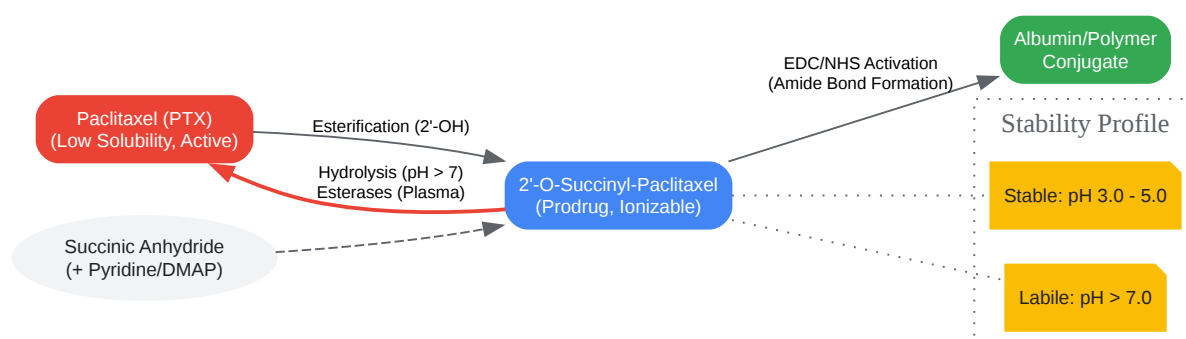 Paclitaxel (PTX)
(Low Solubility, Active)
Esterification (2'-OH)
Hydrolysis (pH > 7)
Esterases (Plasma)
Succinic Anhydride
(+ Pyridine/DMAP)
2'-O-Succinyl-Paclitaxel
(Prodrug, Ionizable)
EDC/NHS Activation
(Amide Bond Formation)
Albumin/Polymer
Conjugate
Stability Profile
Stable: pH 3.0 - 5.0
Labile: pH > 7.0